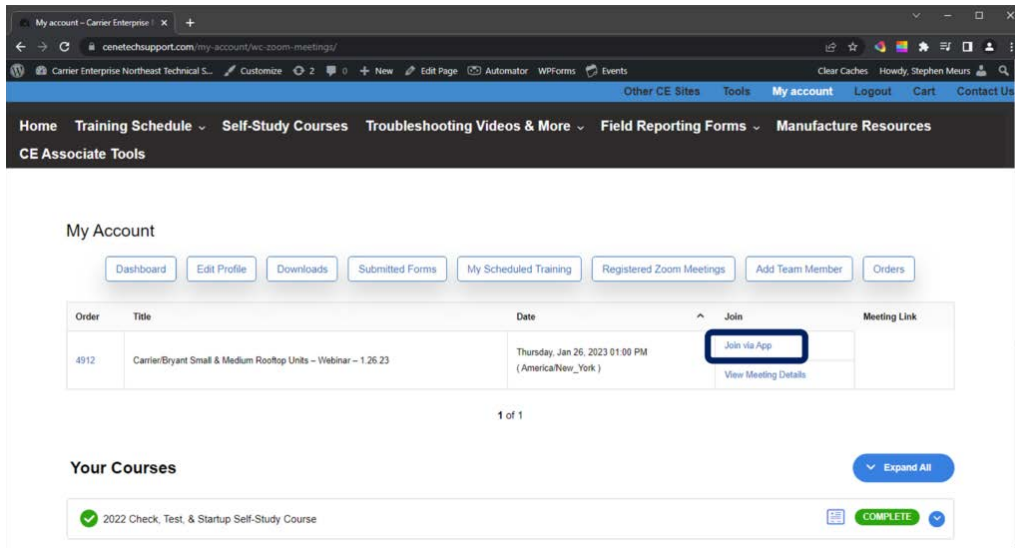 My account – Carrier Enterprise
cenetechsupport.com/my-account/wc-zoom-meetings/
Carrier Enterprise Northeast Technical S... Customize 2 0 + New Edit Page Automator WPForms Events Clear Caches Howdy, Stephen Meurs
Other CE Sites Tools My account Logout Cart Contact Us
Home Training Schedule Self-Study Courses Troubleshooting Videos & More Field Reporting Forms Manufacture Resources
CE Associate Tools
My Account
Dashboard Edit Profile Downloads Submitted Forms My Scheduled Training Registered Zoom Meetings Add Team Member Orders
Order Title Date Join Meeting Link
4912 Carrier/Bryant Small & Medium Rooftop Units – Webinar – 1.26.23 Thursday, Jan 26, 2023 01:00 PM Join via App
( America/New_York ) View Meeting Details
1 of 1
Your Courses Expand All
2022 Check, Test, & Startup Self-Study Course COMPLETE